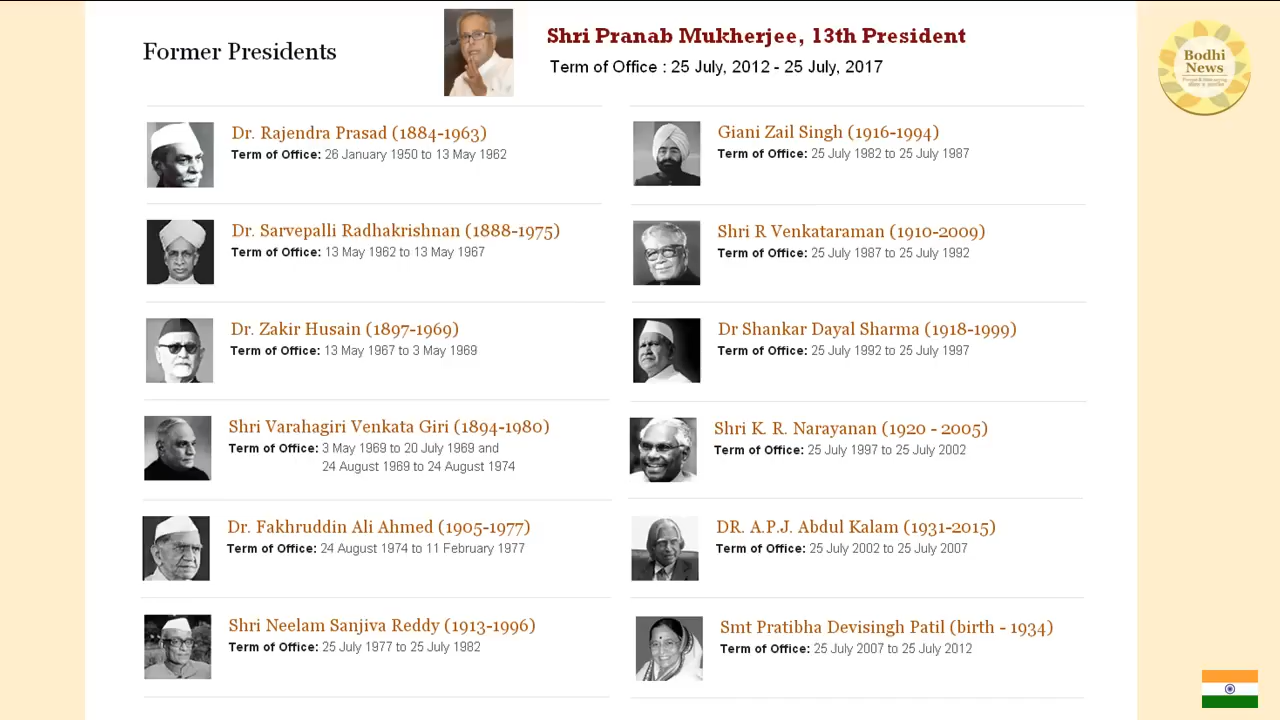 Former Presidents
Shri Pranab Mukherjee, 13th President
Term of Office : 25 July, 2012 - 25 July, 2017
Bodhi
News
Dr. Rajendra Prasad (1884-1963)
Term of Office: 26 January 1950 to 13 May 1962
Dr. Sarvepalli Radhakrishnan (1888-1975)
Term of Office: 13 May 1962 to 13 May 1967
Dr. Zakir Husain (1897-1969)
Term of Office: 13 May 1967 to 3 May 1969
Shri Varahagiri Venkata Giri (1894-1980)
Term of Office: 3 May 1969 to 20 July 1969 and
24 August 1969 to 24 August 1974
Dr. Fakhruddin Ali Ahmed (1905-1977)
Term of Office: 24 August 1974 to 11 February 1977
Shri Neelam Sanjiva Reddy (1913-1996)
Term of Office: 25 July 1977 to 25 July 1982
Giani Zail Singh (1916-1994)
Term of Office: 25 July 1982 to 25 July 1987
Shri R Venkataraman (1910-2009)
Term of Office: 25 July 1987 to 25 July 1992
Dr Shankar Dayal Sharma (1918-1999)
Term of Office: 25 July 1992 to 25 July 1997
Shri K. R. Narayanan (1920 - 2005)
Term of Office: 25 July 1997 to 25 July 2002
DR. A.P.J. Abdul Kalam (1931-2015)
Term of Office: 25 July 2002 to 25 July 2007
Smt Pratibha Devisingh Patil (birth - 1934)
Term of Office: 25 July 2007 to 25 July 2012